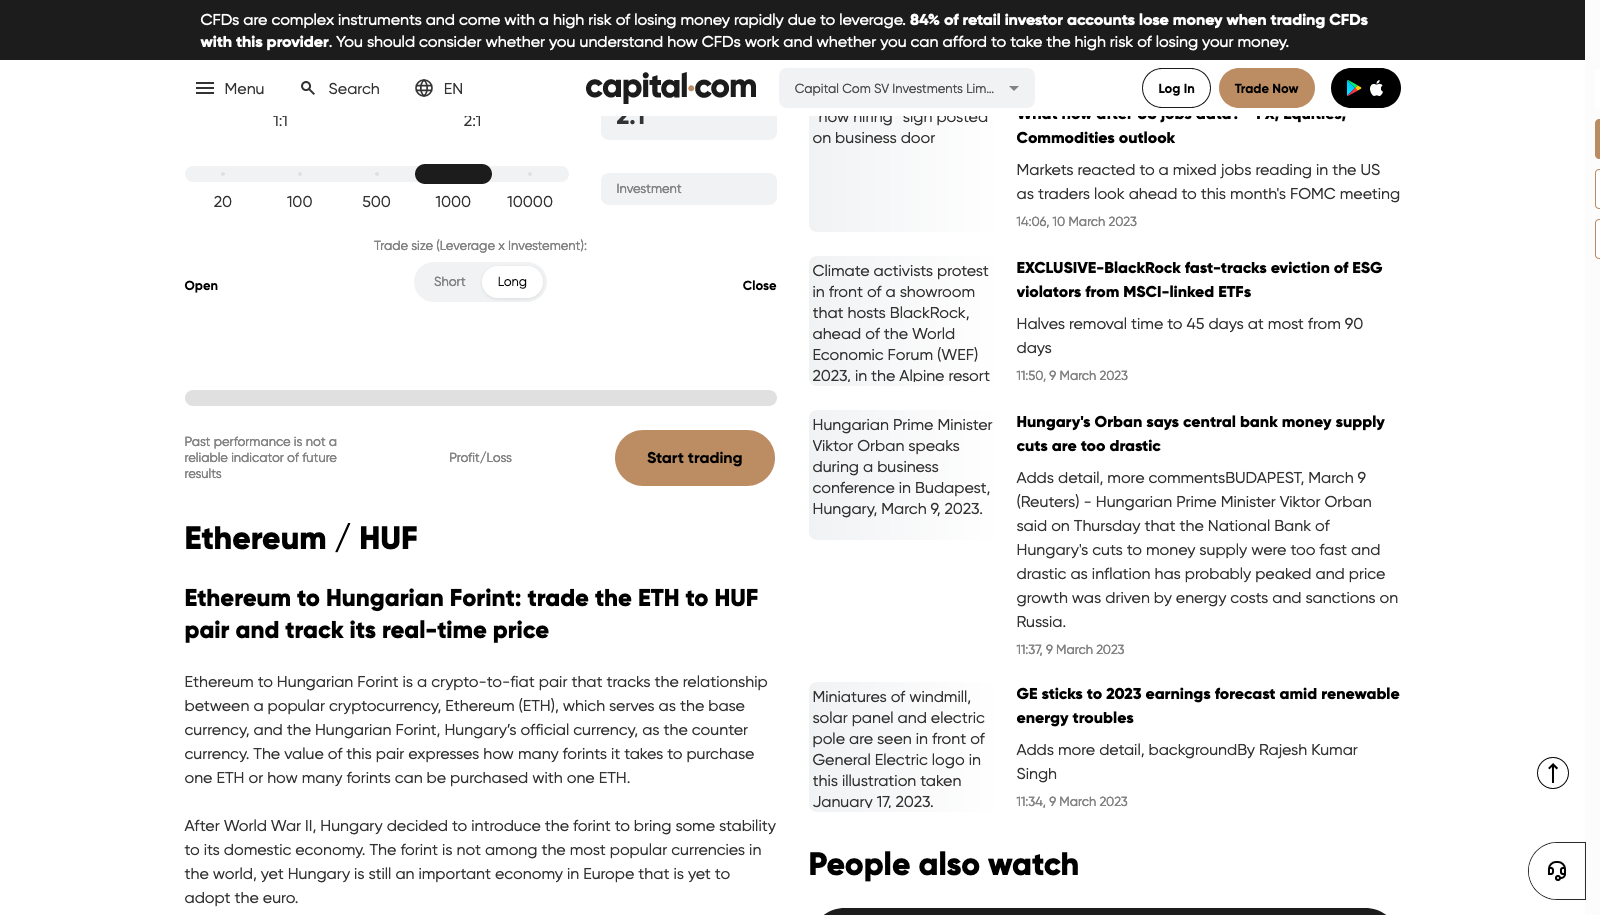 CFDs are complex instruments and come with a high risk of losing money rapidly due to leverage. 84% of retail investor accounts lose money when trading CFDs
with this provider. You should consider whether you understand how CFDs work and whether you can afford to take the high risk of losing your money.
Menu
Search
EN
capital.com
Capital Com SV Investments Lim...
Log In
Trade Now
1:1
2:1
2:1
20
100
500
1000
10000
Investment
Trade size (Leverage x Investement):
Open
Short
Long
Close
Past performance is not a
reliable indicator of future
results
Profit/Loss
Start trading
Ethereum / HUF
Ethereum to Hungarian Forint: trade the ETH to HUF
pair and track its real-time price
Ethereum to Hungarian Forint is a crypto-to-fiat pair that tracks the relationship
between a popular cryptocurrency, Ethereum (ETH), which serves as the base
currency, and the Hungarian Forint, Hungary’s official currency, as the counter
currency. The value of this pair expresses how many forints it takes to purchase
one ETH or how many forints can be purchased with one ETH.
After World War II, Hungary decided to introduce the forint to bring some stability
to its domestic economy. The forint is not among the most popular currencies in
the world, yet Hungary is still an important economy in Europe that is yet to
adopt the euro.
"now hiring" sign posted
on business door
What now after US jobs data? - FX, Equities,
Commodities outlook
Markets reacted to a mixed jobs reading in the US
as traders look ahead to this month's FOMC meeting
14:06, 10 March 2023
Climate activists protest
in front of a showroom
that hosts BlackRock,
ahead of the World
Economic Forum (WEF)
2023, in the Alpine resort
EXCLUSIVE-BlackRock fast-tracks eviction of ESG
violators from MSCI-linked ETFs
Halves removal time to 45 days at most from 90
days
11:50, 9 March 2023
Hungarian Prime Minister
Viktor Orban speaks
during a business
conference in Budapest,
Hungary, March 9, 2023.
Hungary's Orban says central bank money supply
cuts are too drastic
Adds detail, more commentsBUDAPEST, March 9
(Reuters) - Hungarian Prime Minister Viktor Orban
said on Thursday that the National Bank of
Hungary's cuts to money supply were too fast and
drastic as inflation has probably peaked and price
growth was driven by energy costs and sanctions on
Russia.
11:37, 9 March 2023
Miniatures of windmill,
solar panel and electric
pole are seen in front of
General Electric logo in
this illustration taken
January 17, 2023.
GE sticks to 2023 earnings forecast amid renewable
energy troubles
Adds more detail, backgroundBy Rajesh Kumar
Singh
11:34, 9 March 2023
People also watch